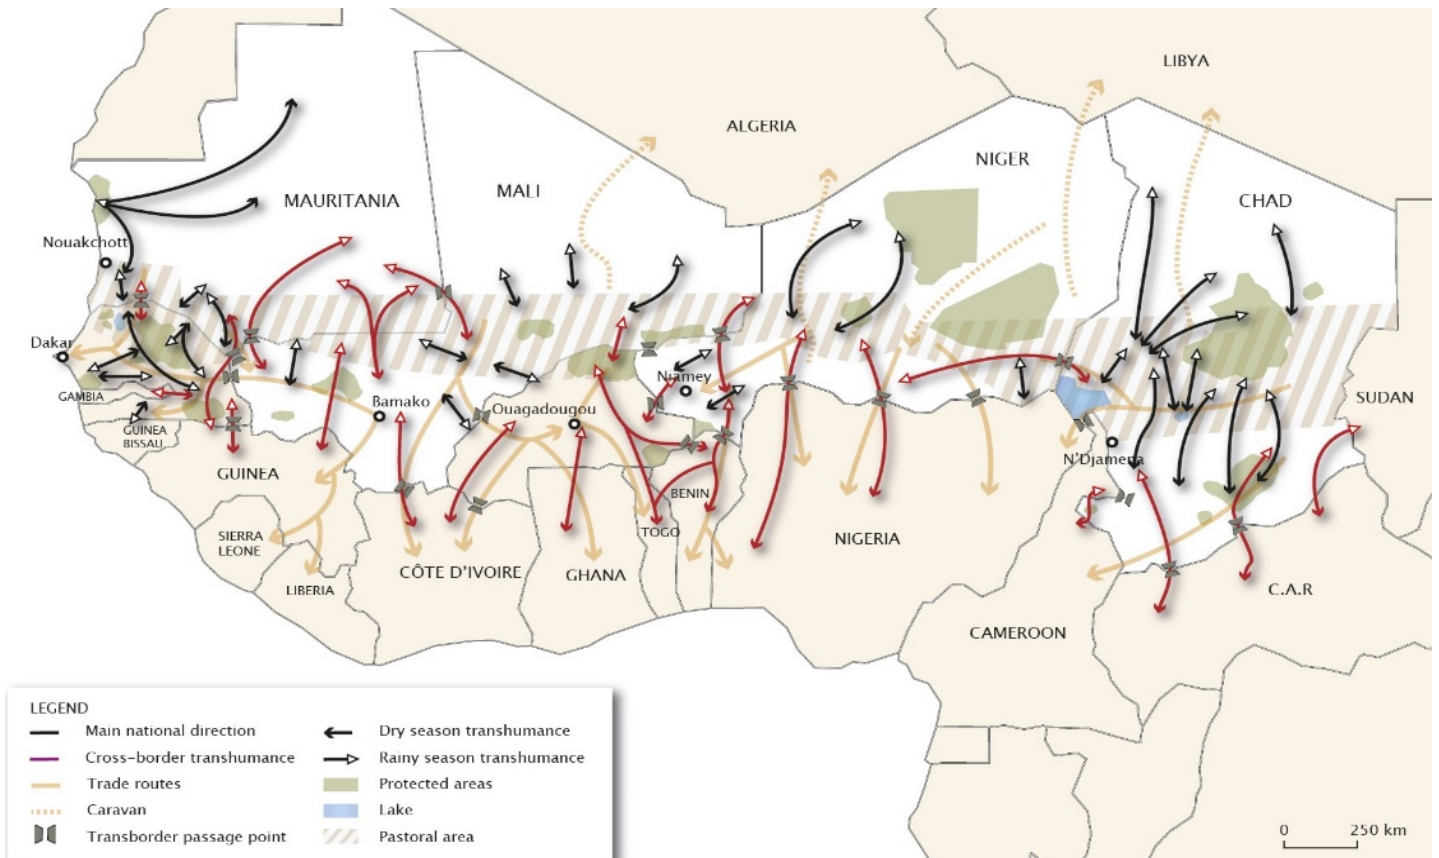 LIBYA
ALGERIA
NIGER
MALI
MAURITANIA
CHAD
Nouakchott
Dakar
GAMBIA
GUINEA
BISSAU
Bamako
Ouagadougou
Niamey
SUDAN
N'Djamena
GUINEA
BENIN
TOGO
SIERRA
LEONE
NIGERIA
LIBERIA
CÔTE D'IVOIRE
GHANA
C.A.R
CAMEROON
LEGEND
Main national direction
Cross-border transhumance
Trade routes
Caravan
Transborder passage point
Dry season transhumance
Rainy season transhumance
Protected areas
Lake
Pastoral area
0 250 km